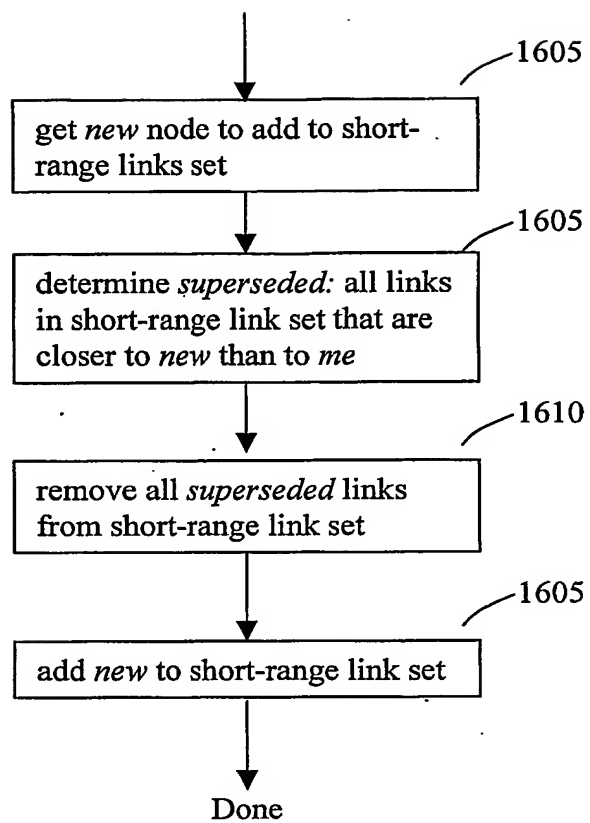 1605
get new node to add to short-
range links set
1605
determine superseded: all links
in short-range link set that are
closer to new than to me
1610
remove all superseded links
from short-range link set
1605
add new to short-range link set
Done